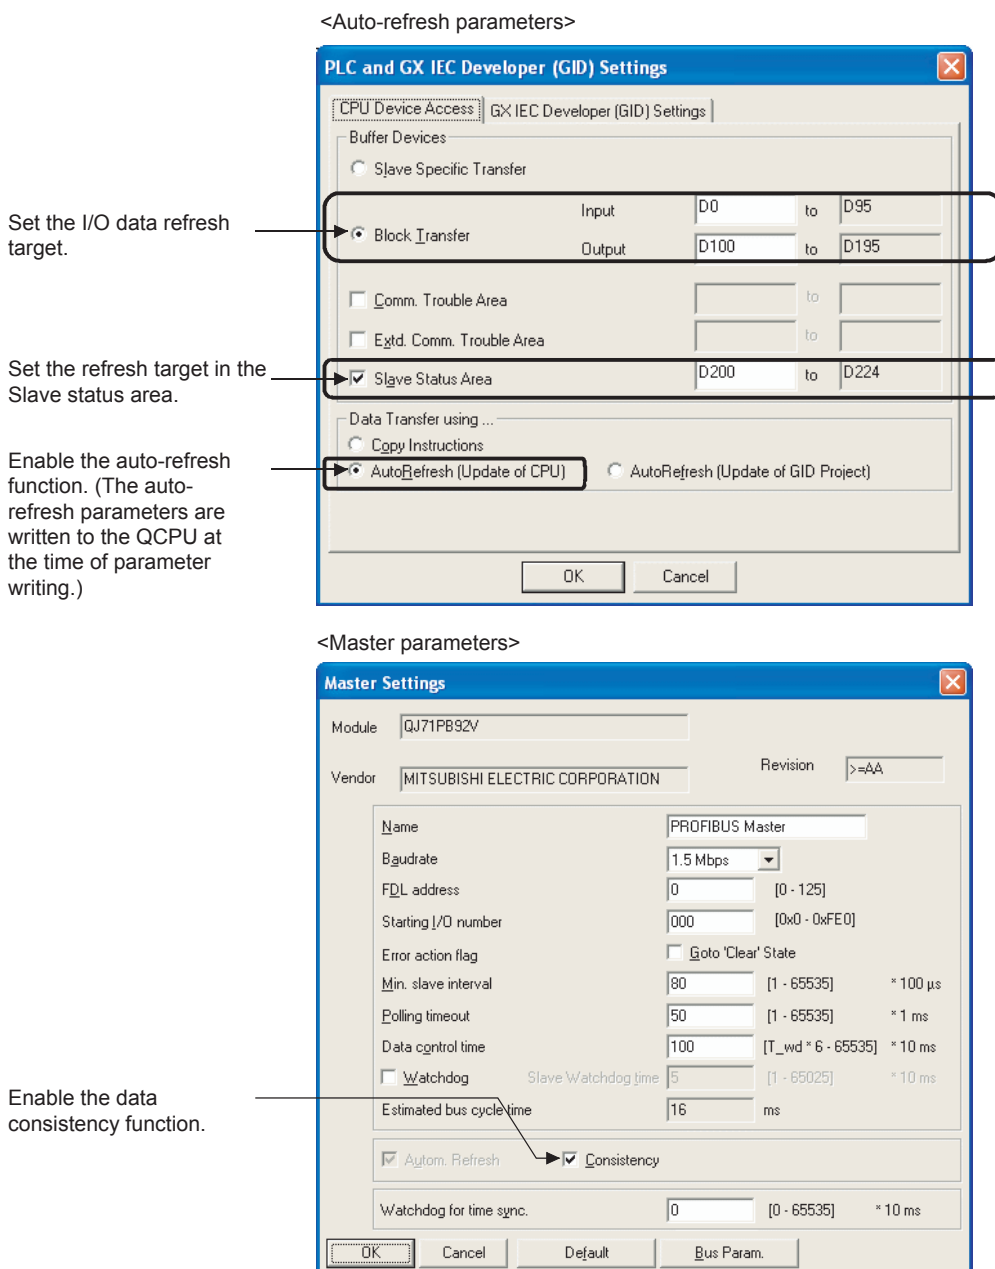 <Auto-refresh parameters>
PLC and GX IEC Developer (GID) Settings
CPU Device Access
GX IEC Developer (GID) Settings
Buffer Devices
Slave Specific Transfer
Set the I/O data refresh
target.
Block Transfer
Input
D0
to
D95
Output
D100
to
D195
Comm. Trouble Area
to
Extd. Comm. Trouble Area
to
Set the refresh target in the
Slave status area.
Slave Status Area
D200
to
D224
Data Transfer using ...
Copy Instructions
Enable the auto-refresh
function. (The auto-
refresh parameters are
written to the QCPU at
the time of parameter
writing.)
AutoRefresh (Update of CPU)
AutoRefresh (Update of GID Project)
OK
Cancel
<Master parameters>
Master Settings
Module
QJ71PB92V
Revision
>=AA
Vendor
MITSUBISHI ELECTRIC CORPORATION
Name
PROFIBUS Master
Baudrate
1.5 Mbps
FDL address
0
[0 - 125]
Starting I/O number
000
[0x0 - 0xFE0]
Error action flag
Goto 'Clear' State
Min. slave interval
80
[1 - 65535]
* 100 µs
Polling timeout
50
[1 - 65535]
* 1 ms
Data control time
100
[T_wd * 6 - 65535]
* 10 ms
Watchdog
Slave Watchdog time
5
[1 - 65025]
* 10 ms
Estimated bus cycle time
16
ms
Enable the data
consistency function.
Autom. Refresh
Consistency
Watchdog for time sync.
0
[0 - 65535]
* 10 ms
OK
Cancel
Default
Bus Param.